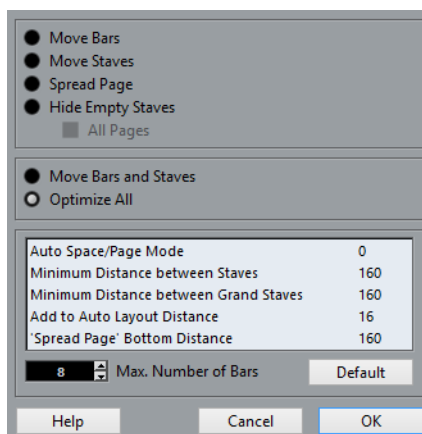 Move Bars
Move Staves
Spread Page
Hide Empty Staves
All Pages
Move Bars and Staves
Optimize All
Auto Space/Page Mode 0
Minimum Distance between Staves 160
Minimum Distance between Grand Staves 160
Add to Auto Layout Distance 16
'Spread Page' Bottom Distance 160
8 Max. Number of Bars Default
Help Cancel OK